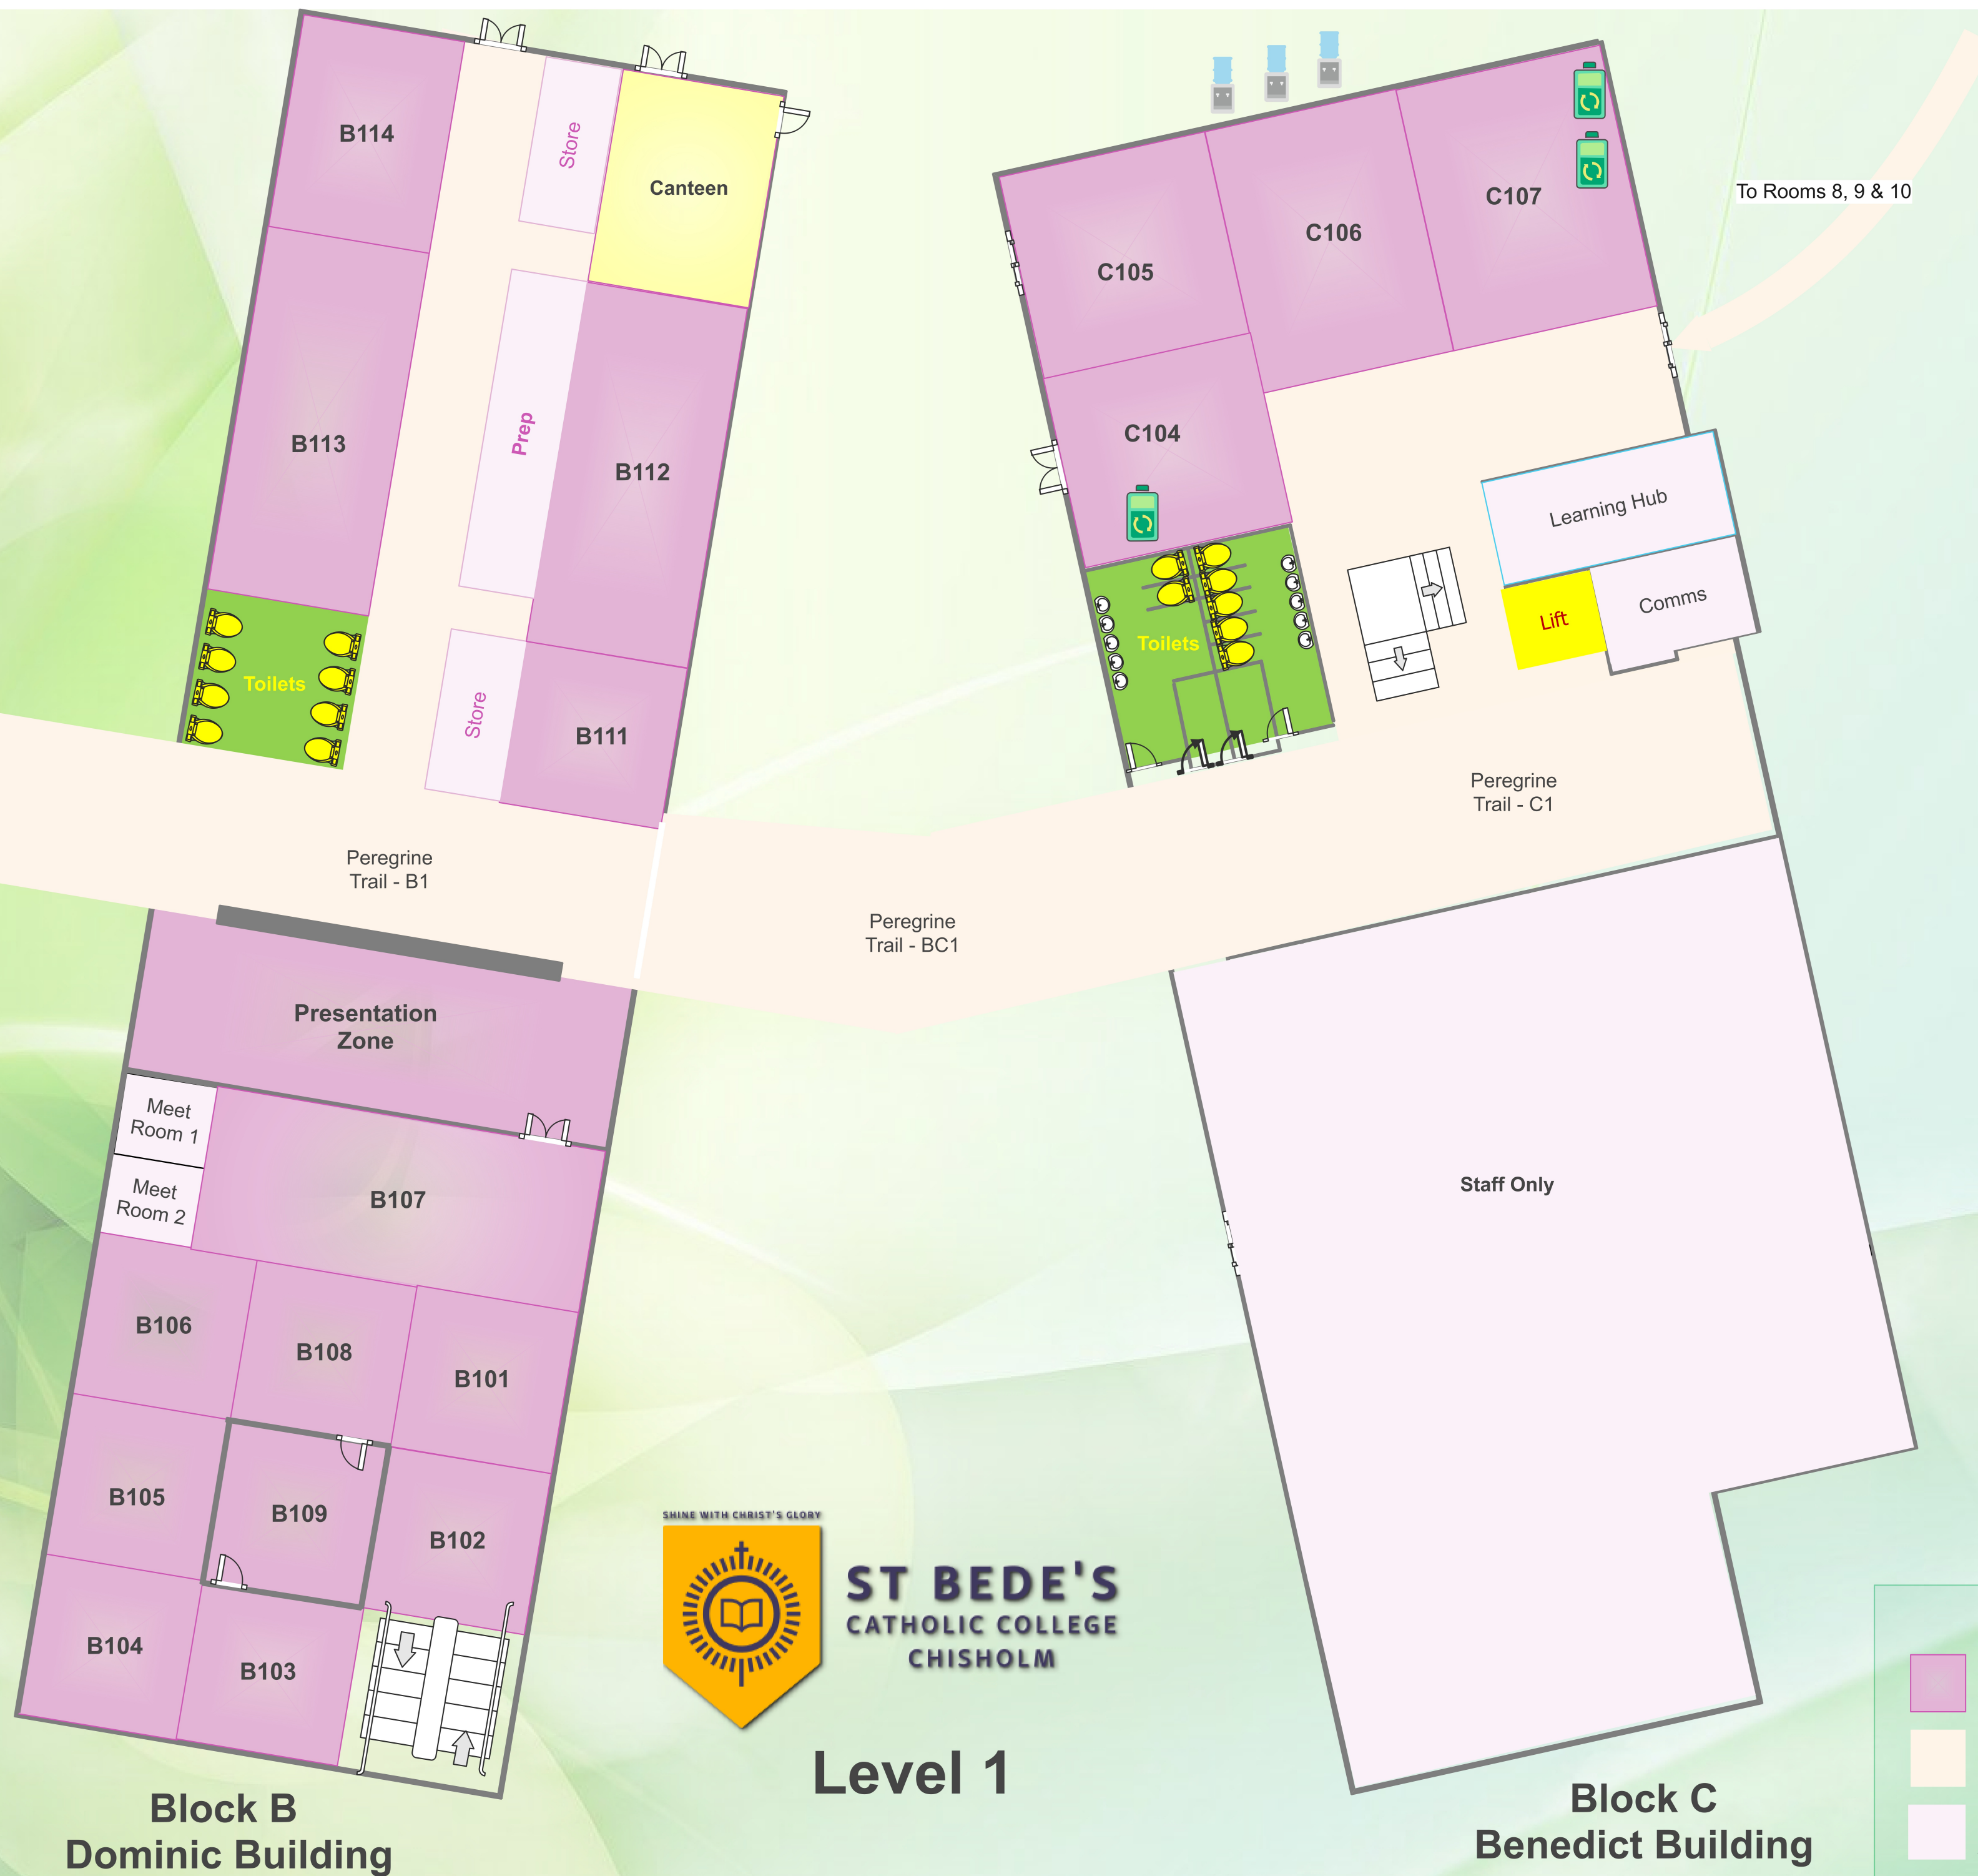 B114
Store
Canteen
B113
Prep
B112
Toilets
Store
B111
Peregrine
Trail - B1
Presentation
Zone
Meet
Room 1
Meet
Room 2
B107
B106
B108
B101
B105
B109
B102
B104
B103
Block B
Dominic Building
Peregrine
Trail - BC1
C105
C106
C107
To Rooms 8, 9 & 10
C104
Toilets
Learning Hub
Lift
Comms
Peregrine
Trail - C1
Staff Only
SHINE WITH CHRIST'S GLORY
ST BEDE'S
CATHOLIC COLLEGE
CHISHOLM
Level 1
Block C
Benedict Building